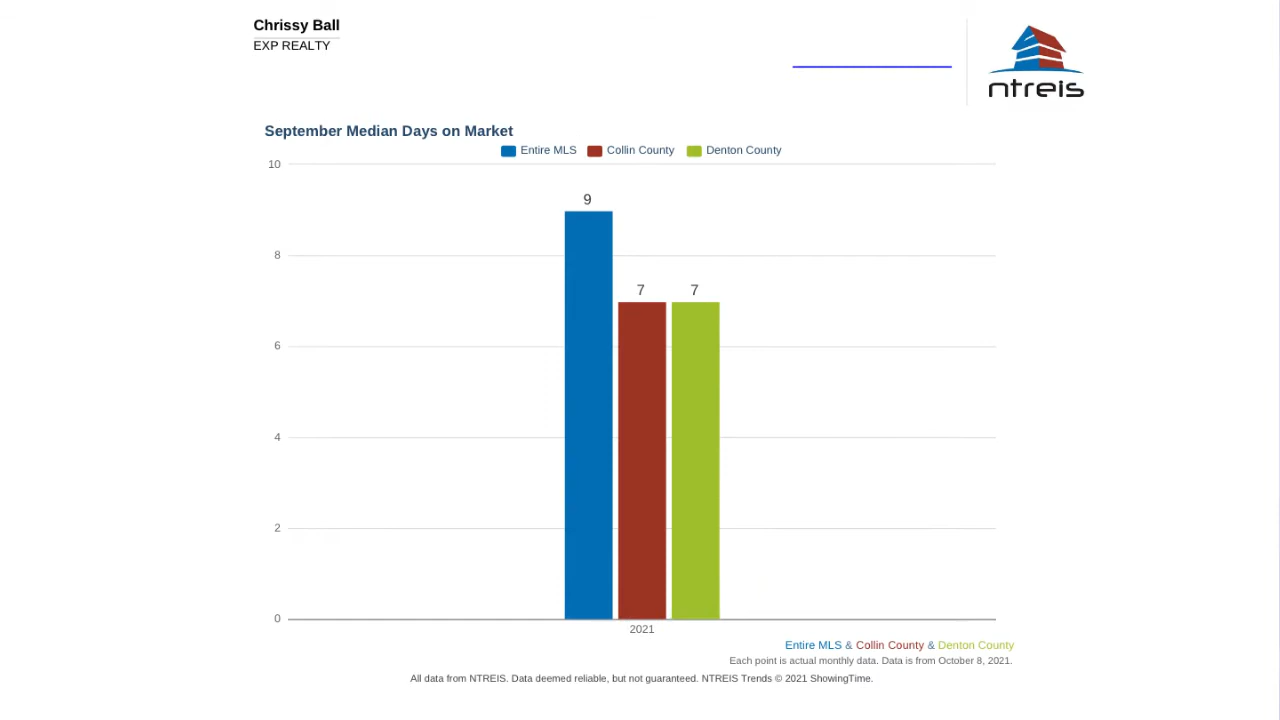 Chrissy Ball
EXP REALTY
ntreis
September Median Days on Market
Entire MLS Collin County Denton County
10
9
8
7 7
6
4
2
0
2021
Entire MLS & Collin County & Denton County
Each point is actual monthly data. Data is from October 8, 2021.
All data from NTREIS. Data deemed reliable, but not guaranteed. NTREIS Trends © 2021 ShowingTime.